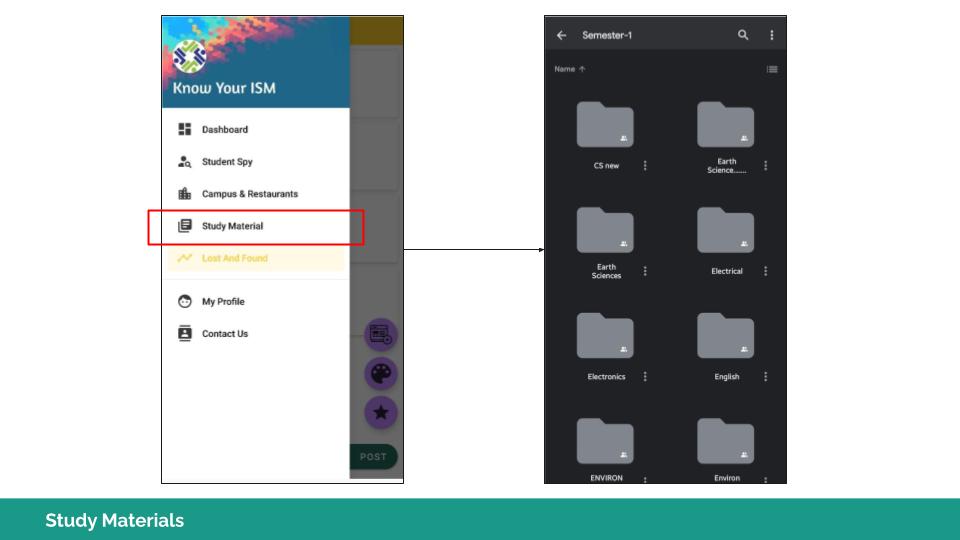 Know Your ISM
Dashboard
Student Spy
Campus & Restaurants
Study Material
Lost And Found
My Profile
Contact Us
POST
Semester-1
Name
CS new
Earth
Science......
Earth
Sciences
Electrical
Electronics
English
ENVIRON
Environ
Study Materials